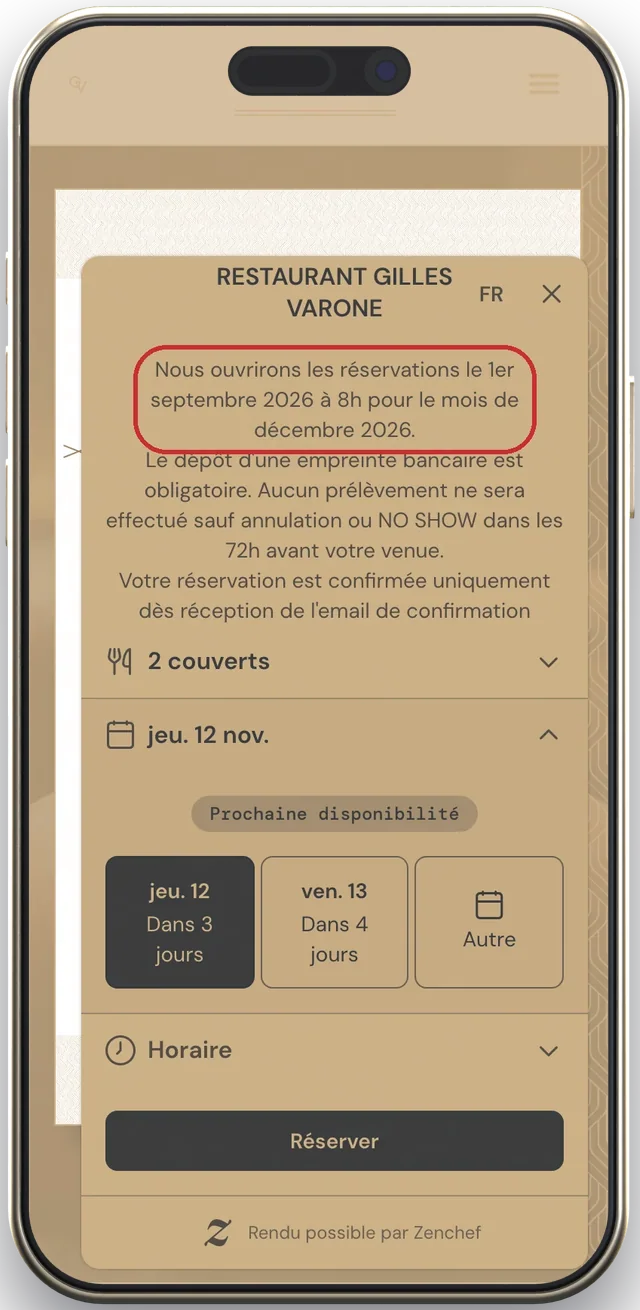 RESTAURANT GILLES
VARONE
FR
Nous ouvrirons les réservations le 1er
septembre 2026 à 8h pour le mois de
décembre 2026.
Le dépôt d'une empreinte bancaire est
obligatoire. Aucun prélèvement ne sera
effectué sauf annulation ou NO SHOW dans les
72h avant votre venue.
Votre réservation est confirmée uniquement
dès réception de l'email de confirmation
2 couverts
jeu. 12 nov.
Prochaine disponibilité
jeu. 12
Dans 3
jours
ven. 13
Dans 4
jours
Autre
Horaire
Réserver
Rendu possible par Zenchef